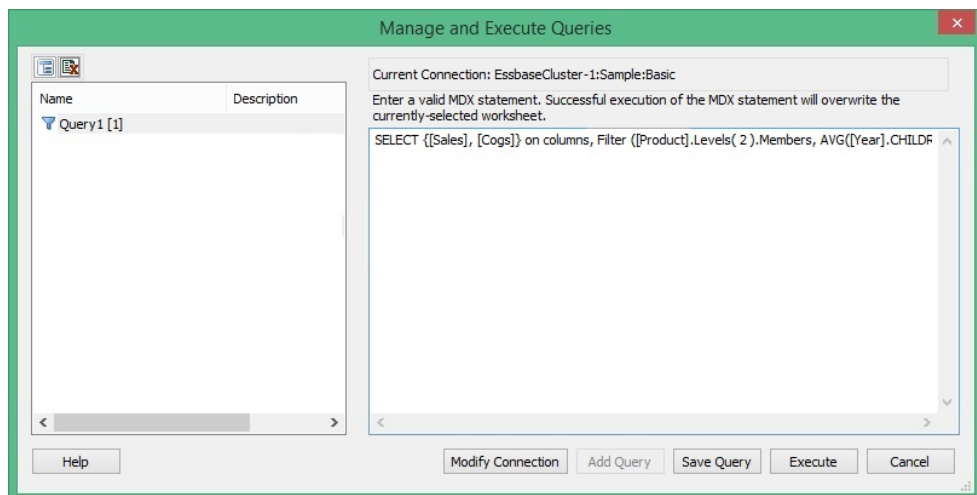 Manage and Execute Queries
Name Description
Query1 [1]
Current Connection: EssbaseCluster-1:Sample:Basic
Enter a valid MDX statement. Successful execution of the MDX statement will overwrite the
currently-selected worksheet.
SELECT {[Sales], [Cogs]} on columns, Filter ([Product].Levels( 2 ).Members, AVG([Year].CHILDR
Help Modify Connection Add Query Save Query Execute Cancel